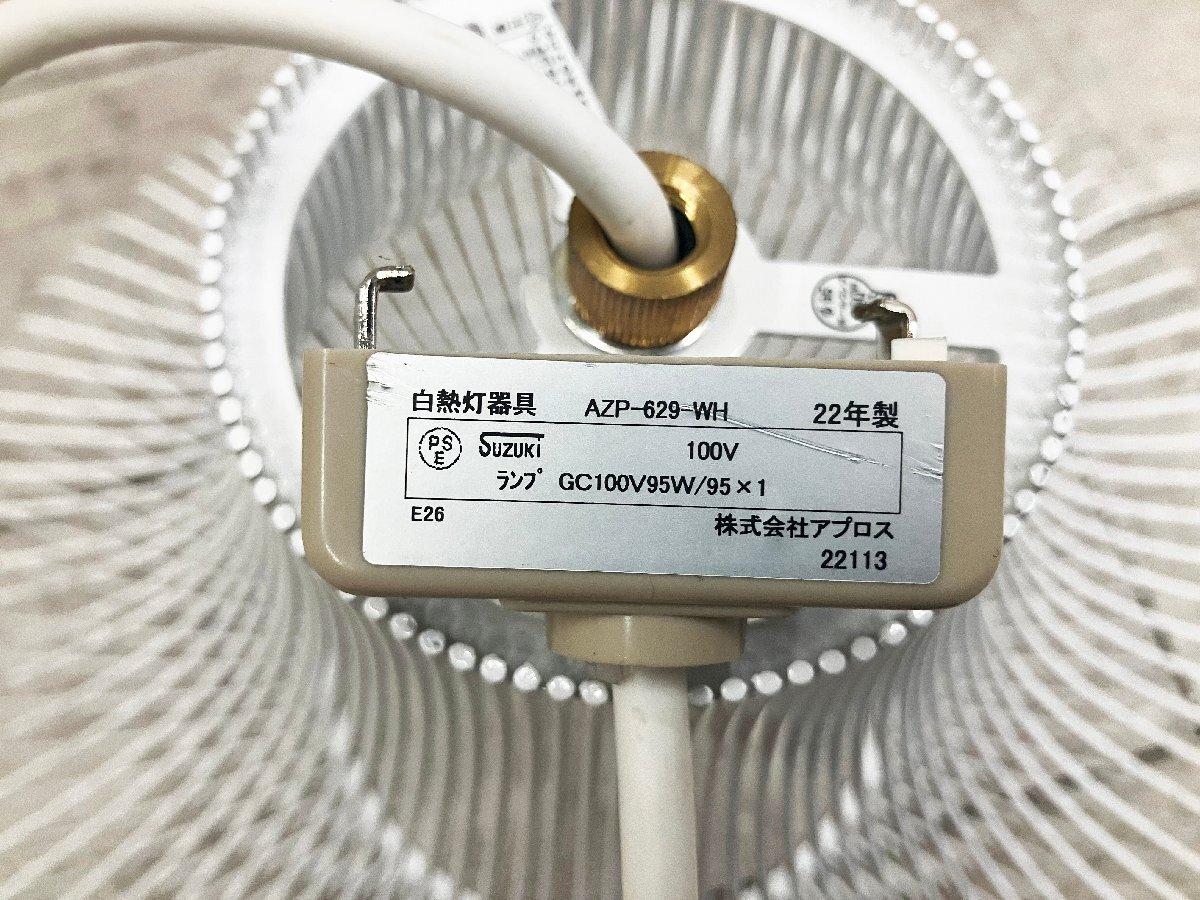 白熱灯器具 AZP-629-WH 22年製
PSE SUZUKI 100V
ランプ GC100V95W/95×1
E26 株式会社アプロス
22113